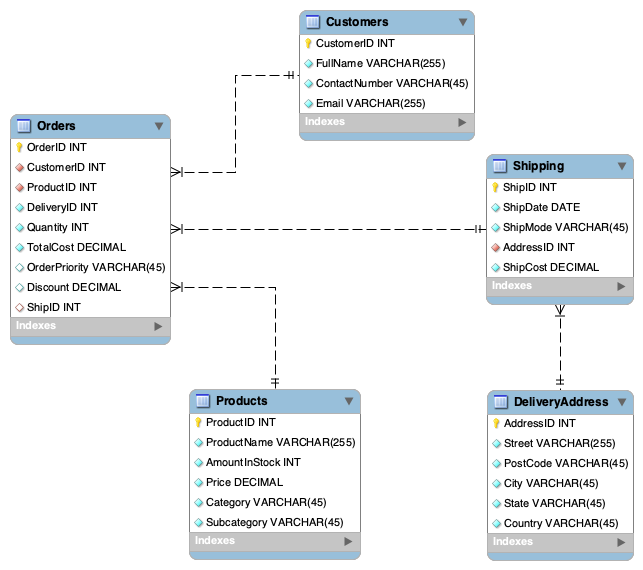 Customers
CustomerID INT
FullName VARCHAR(255)
ContactNumber VARCHAR(45)
Email VARCHAR(255)
Indexes
Orders
OrderID INT
CustomerID INT
ProductID INT
DeliveryID INT
Quantity INT
TotalCost DECIMAL
OrderPriority VARCHAR(45)
Discount DECIMAL
ShipID INT
Indexes
Shipping
ShipID INT
ShipDate DATE
ShipMode VARCHAR(45)
AddressID INT
ShipCost DECIMAL
Indexes
Products
ProductID INT
ProductName VARCHAR(255)
AmountInStock INT
Price DECIMAL
Category VARCHAR(45)
Subcategory VARCHAR(45)
Indexes
DeliveryAddress
AddressID INT
Street VARCHAR(255)
PostCode VARCHAR(45)
City VARCHAR(45)
State VARCHAR(45)
Country VARCHAR(45)
Indexes